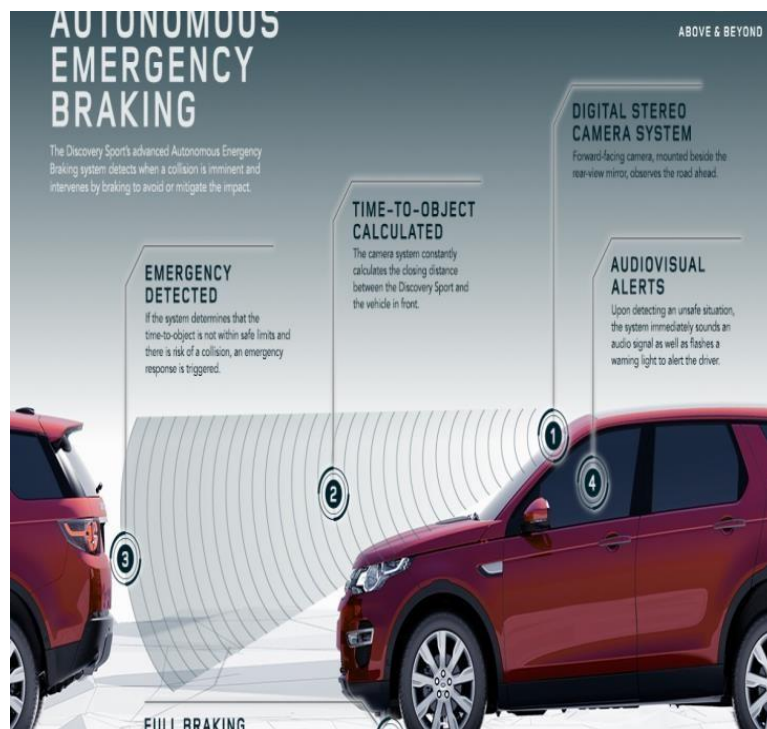 AUTONOMOUS
EMERGENCY
BRAKING
The Discovery Sport's advanced Autonomous Emergency
Braking system detects when a collision is imminent and
intervenes by braking to avoid or mitigate the impact.
ABOVE & BEYOND
DIGITAL STEREO
CAMERA SYSTEM
Forward-facing camera, mounted beside the
rear-view mirror, observes the road ahead.
TIME-TO-OBJECT
CALCULATED
The camera system constantly
calculates the closing distance
between the Discovery Sport and
the vehicle in front.
EMERGENCY
DETECTED
If the system determines that the
time-to-object is not within safe limits and
there is risk of a collision, an emergency
response is triggered.
AUDIOVISUAL
ALERTS
Upon detecting an unsafe situation,
the system immediately sounds an
audio signal as well as flashes a
warning light to alert the driver.
1
2
3
4
FULL BRAKING